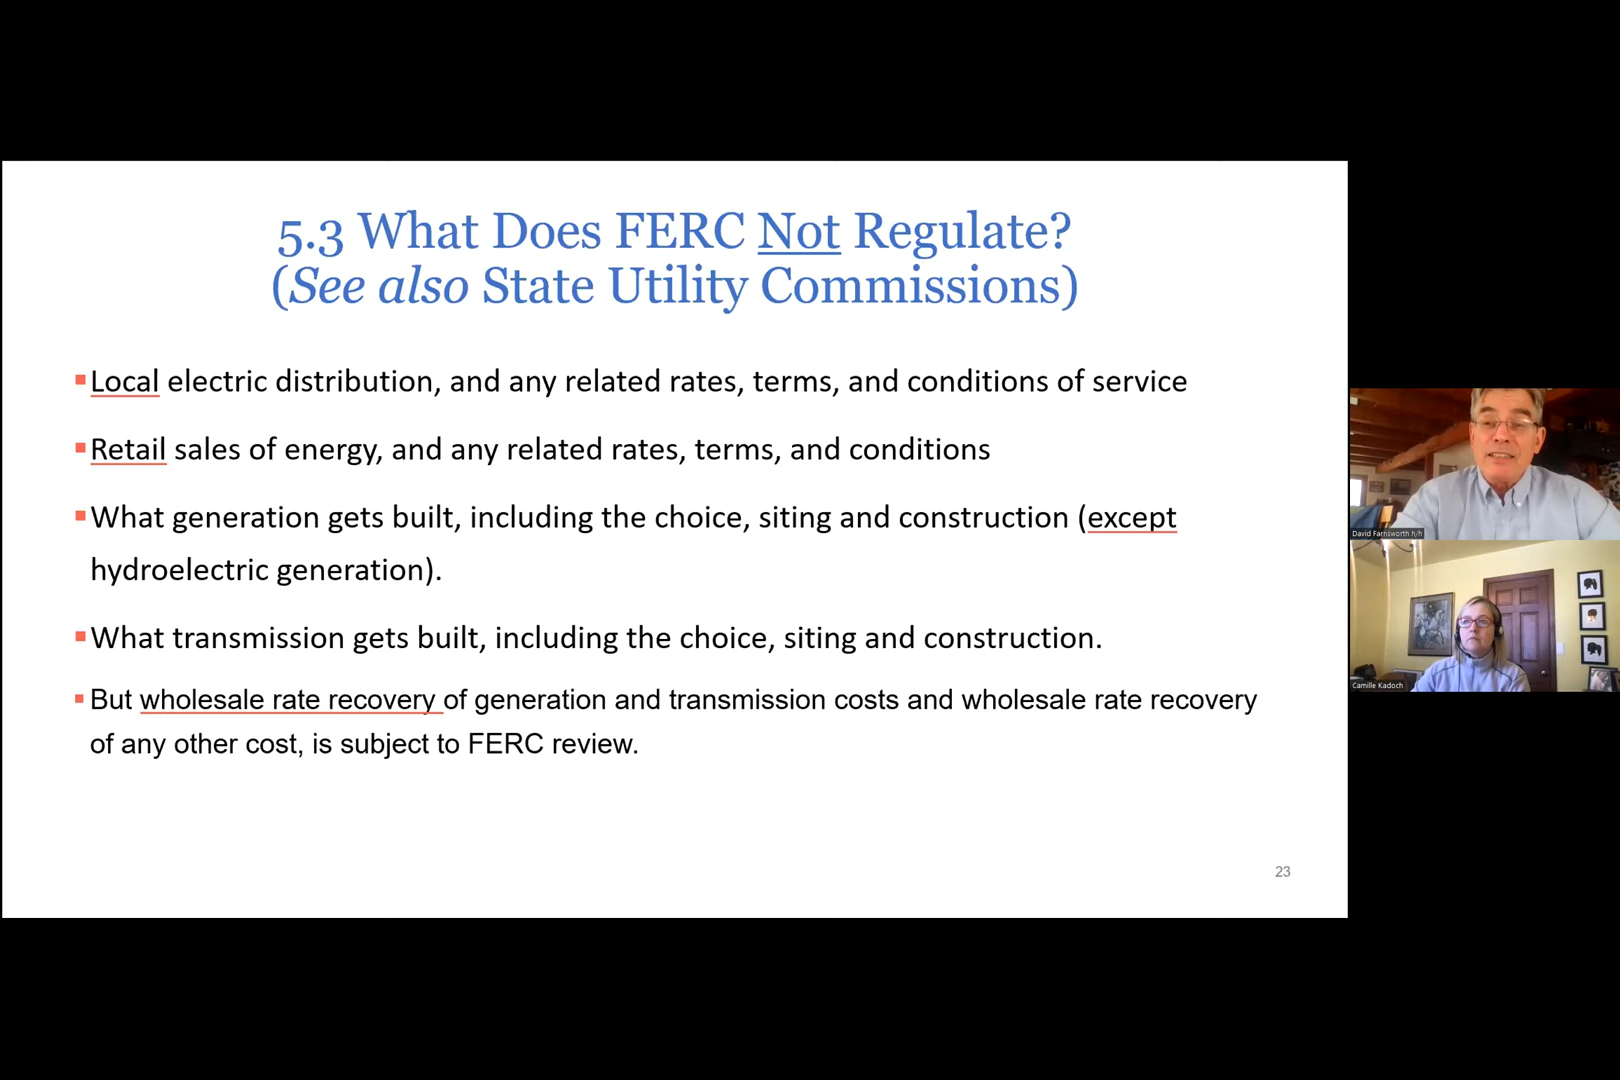 5.3 What Does FERC Not Regulate?
(See also State Utility Commissions)
▪Local electric distribution, and any related rates, terms, and conditions of service
▪Retail sales of energy, and any related rates, terms, and conditions
▪What generation gets built, including the choice, siting and construction (except
hydroelectric generation).
▪What transmission gets built, including the choice, siting and construction.
▪But wholesale rate recovery of generation and transmission costs and wholesale rate recovery
of any other cost, is subject to FERC review.
23
David Farnsworth h/h
Camille Kadoch